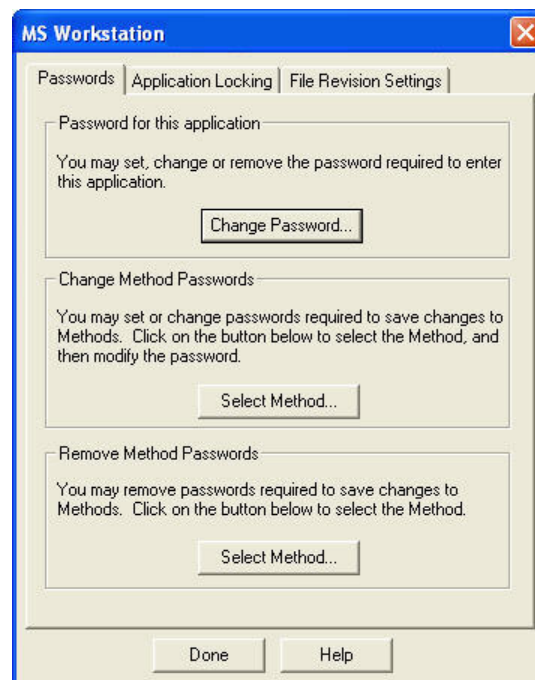 MS Workstation
Passwords
Application Locking
File Revision Settings
Password for this application
You may set, change or remove the password required to enter
this application.
Change Password...
Change Method Passwords
You may set or change passwords required to save changes to
Methods. Click on the button below to select the Method, and
then modify the password.
Select Method...
Remove Method Passwords
You may remove passwords required to save changes to
Methods. Click on the button below to select the Method.
Select Method...
Done
Help